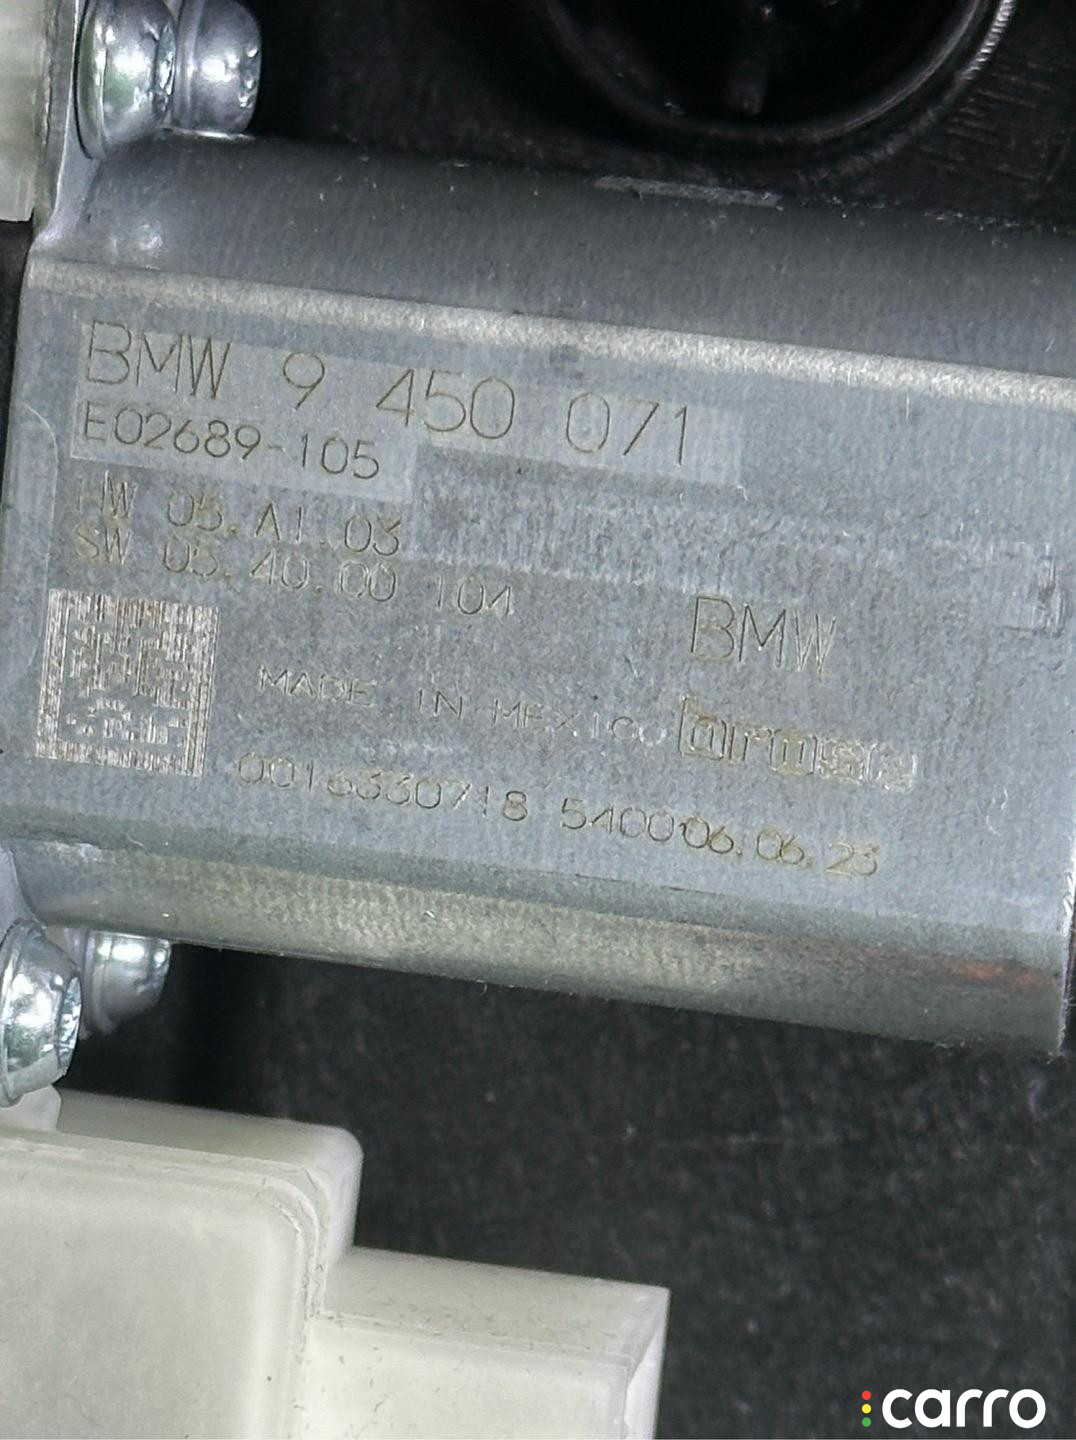 BMW 9 450 071
E02689-105
HW 05.A1.03
SW 05.40.00 104
BMW
MADE IN MEXICO brose
0016330718 540006.06.23
carro